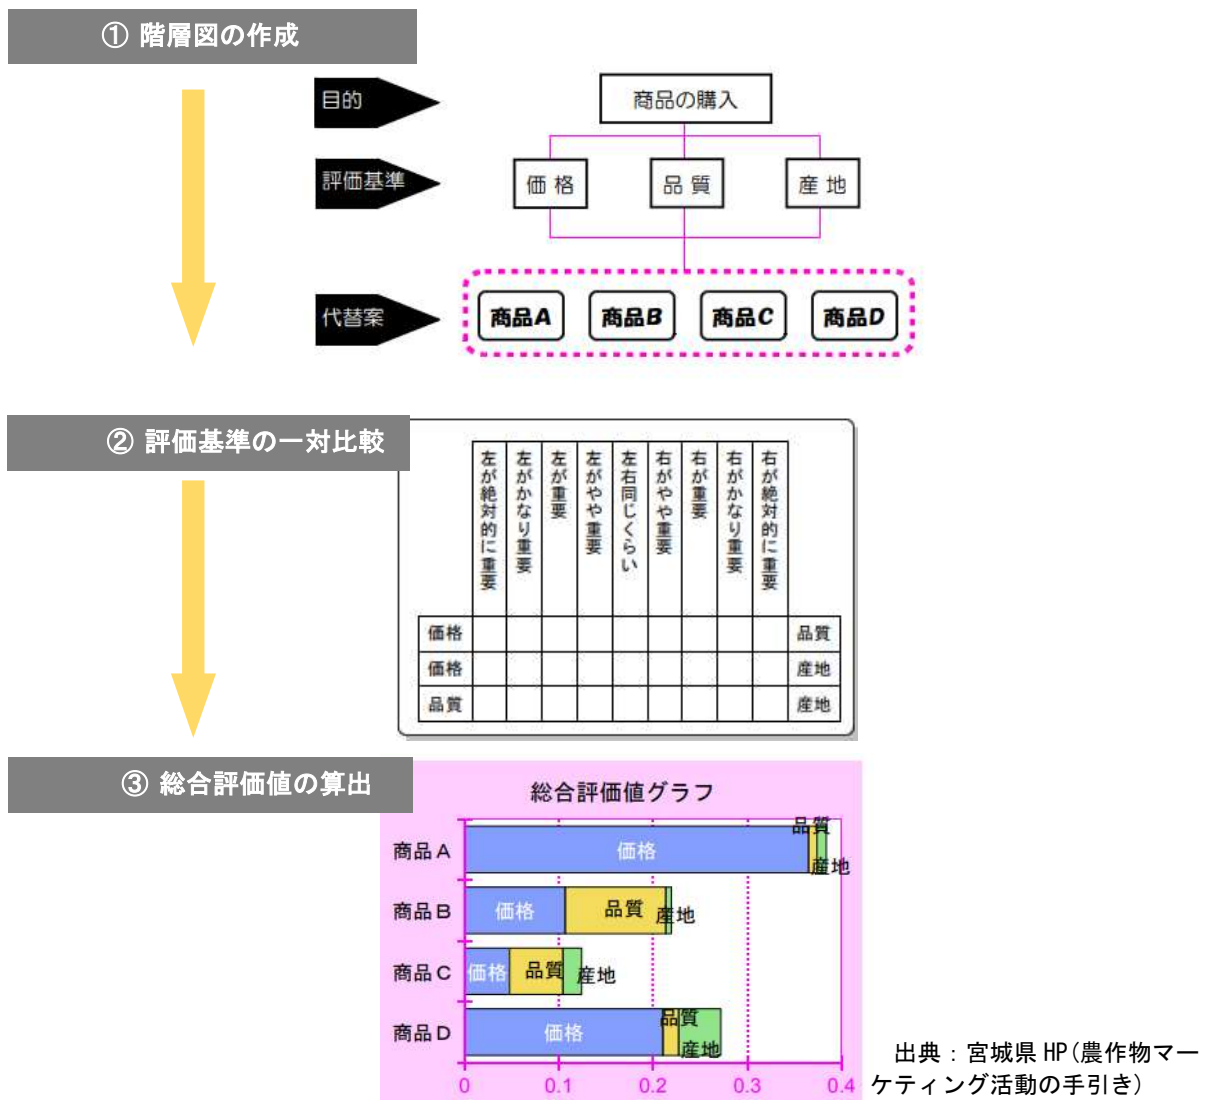 ① 階層図の作成
目的
商品の購入
評価基準
価 格
品 質
産 地
代替案
商品A
商品B
商品C
商品D
② 評価基準の一対比較
左が絶対的に重要
左がかなり重要
左が重要
左がやや重要
左右同じくらい
右がやや重要
右が重要
右がかなり重要
右が絶対的に重要
価格 品質
価格 産地
品質 産地
③ 総合評価値の算出
総合評価値グラフ
商品A 価格 品質 産地
商品B 価格 品質 産地
商品C 価格 品質 産地
商品D 価格 品質 産地
0 0.1 0.2 0.3 0.4
出典：宮城県 HP(農作物マー
ケティング活動の手引き)